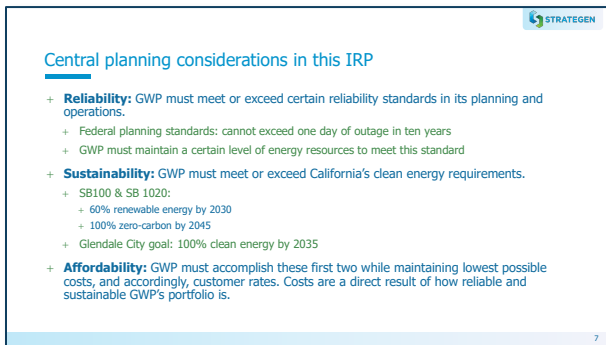 STRATEGEN
Central planning considerations in this IRP
+ Reliability: GWP must meet or exceed certain reliability standards in its planning and
operations.
+ Federal planning standards: cannot exceed one day of outage in ten years
+ GWP must maintain a certain level of energy resources to meet this standard
+ Sustainability: GWP must meet or exceed California’s clean energy requirements.
+ SB100 & SB 1020:
+ 60% renewable energy by 2030
+ 100% zero-carbon by 2045
+ Glendale City goal: 100% clean energy by 2035
+ Affordability: GWP must accomplish these first two while maintaining lowest possible
costs, and accordingly, customer rates. Costs are a direct result of how reliable and
sustainable GWP’s portfolio is.
7